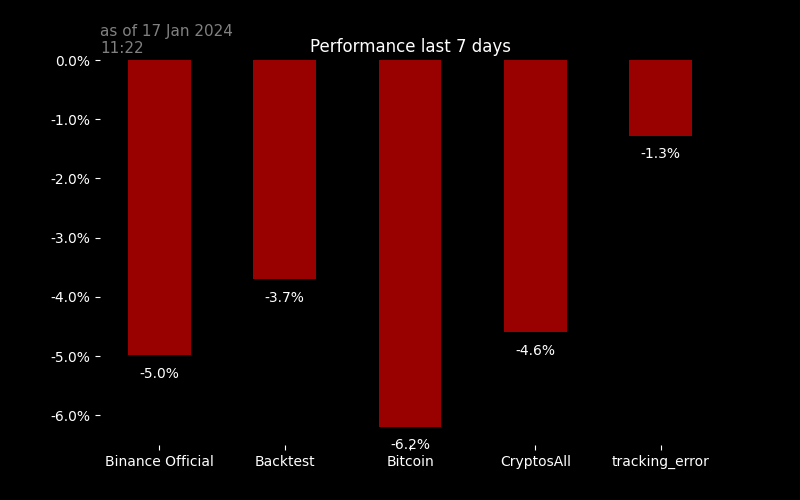 as of 17 Jan 2024
11:22
Performance last 7 days
0.0%
-1.0%
-2.0%
-3.0%
-4.0%
-5.0%
-6.0%
-5.0%
-3.7%
-6.2%
-4.6%
-1.3%
Binance Official
Backtest
Bitcoin
CryptosAll
tracking_error